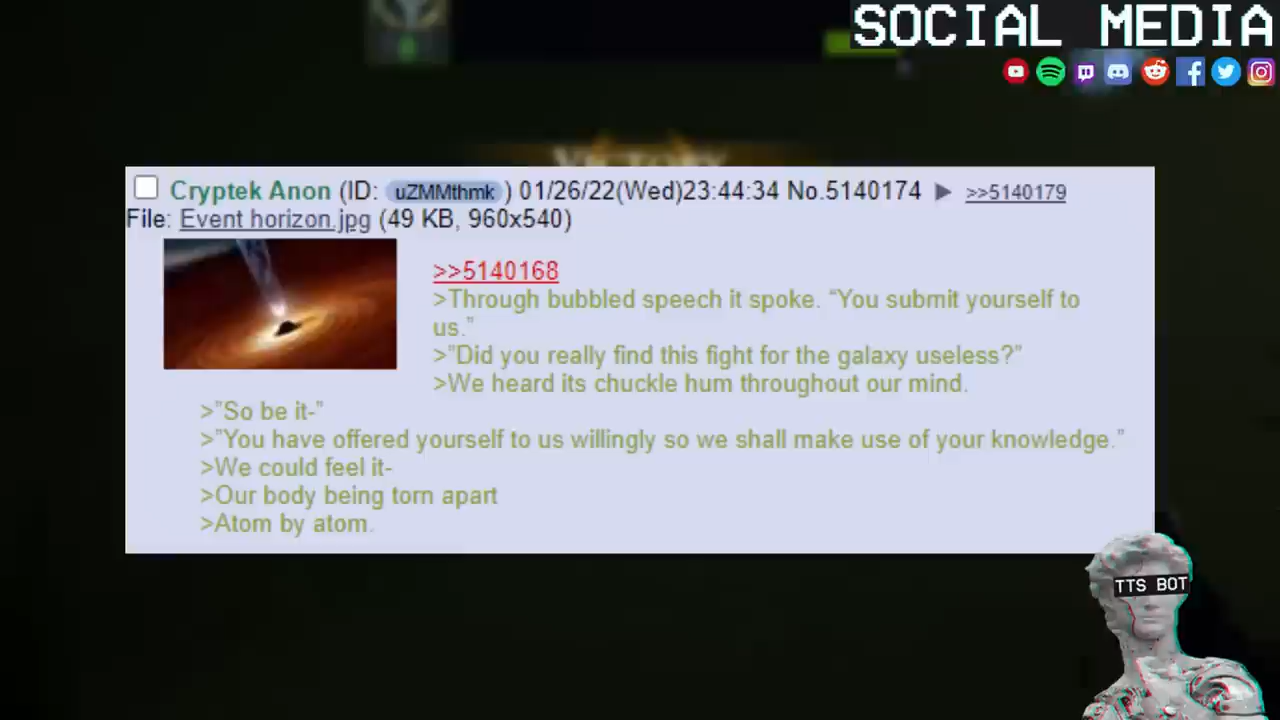 SOCIAL MEDIA
VICTORY
Cryptek Anon (ID: uZMMthmk ) 01/26/22(Wed)23:44:34 No.5140174 ▶ >>5140179
File: Event horizon.jpg (49 KB, 960x540)
>>5140168
>Through bubbled speech it spoke. “You submit yourself to
us.”
>”Did you really find this fight for the galaxy useless?”
>We heard its chuckle hum throughout our mind.
>”So be it-”
>”You have offered yourself to us willingly so we shall make use of your knowledge.”
>We could feel it-
>Our body being torn apart
>Atom by atom.
TTS BOT